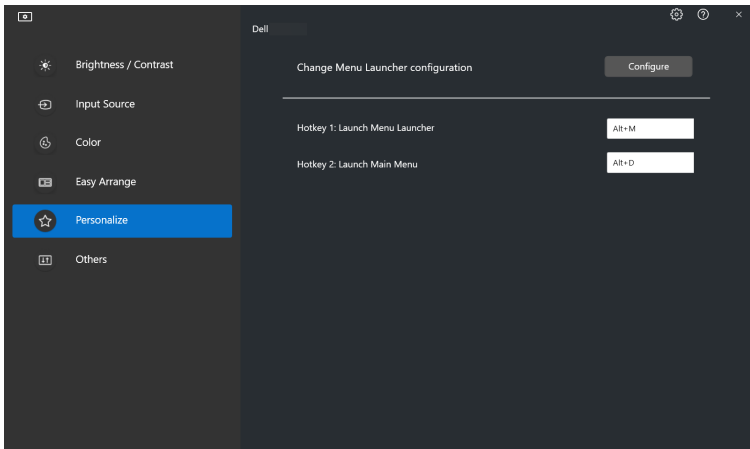 Dell
Brightness / Contrast
Input Source
Color
Easy Arrange
Personalize
Others
Change Menu Launcher configuration
Configure
Hotkey 1: Launch Menu Launcher
Alt+M
Hotkey 2: Launch Main Menu
Alt+D